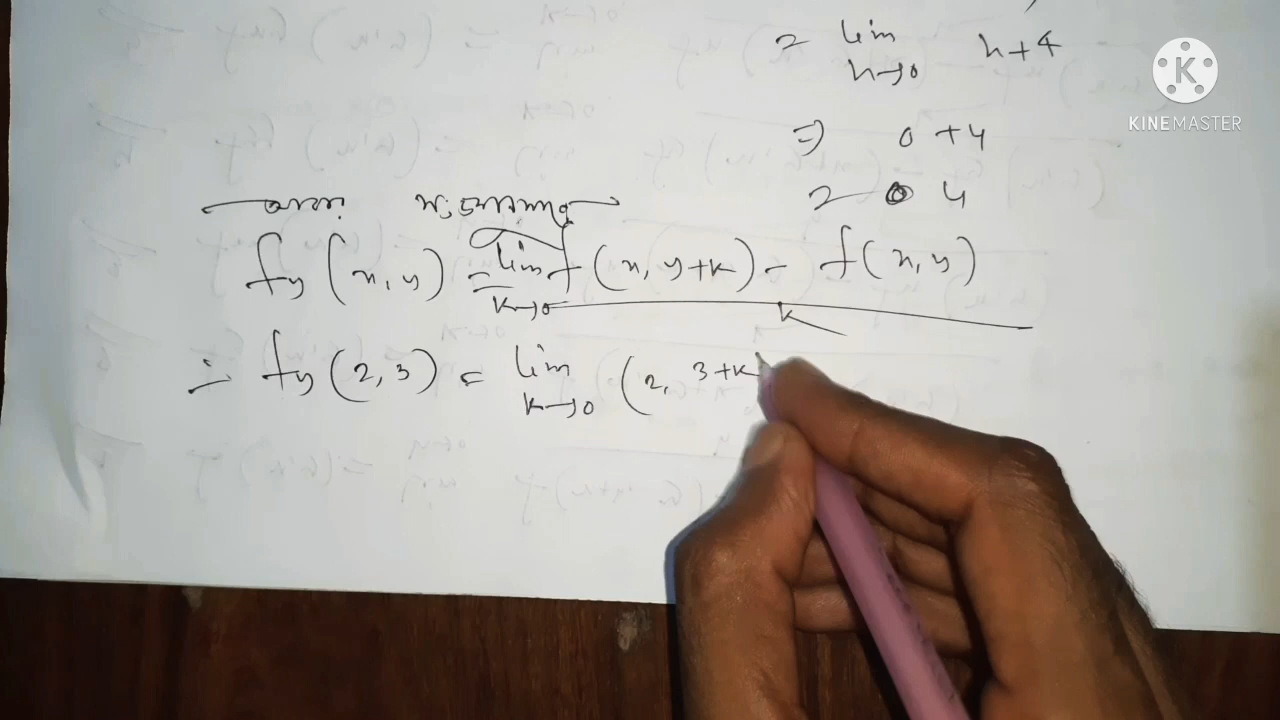 = lim h→0 h+4
KINEMASTER
⇒ 0 + 4
= 4
fy (x, y) = lim k→0 f(x, y+k) - f(x, y) / k
∴ fy (2, 3) = lim k→0 (2, 3+k